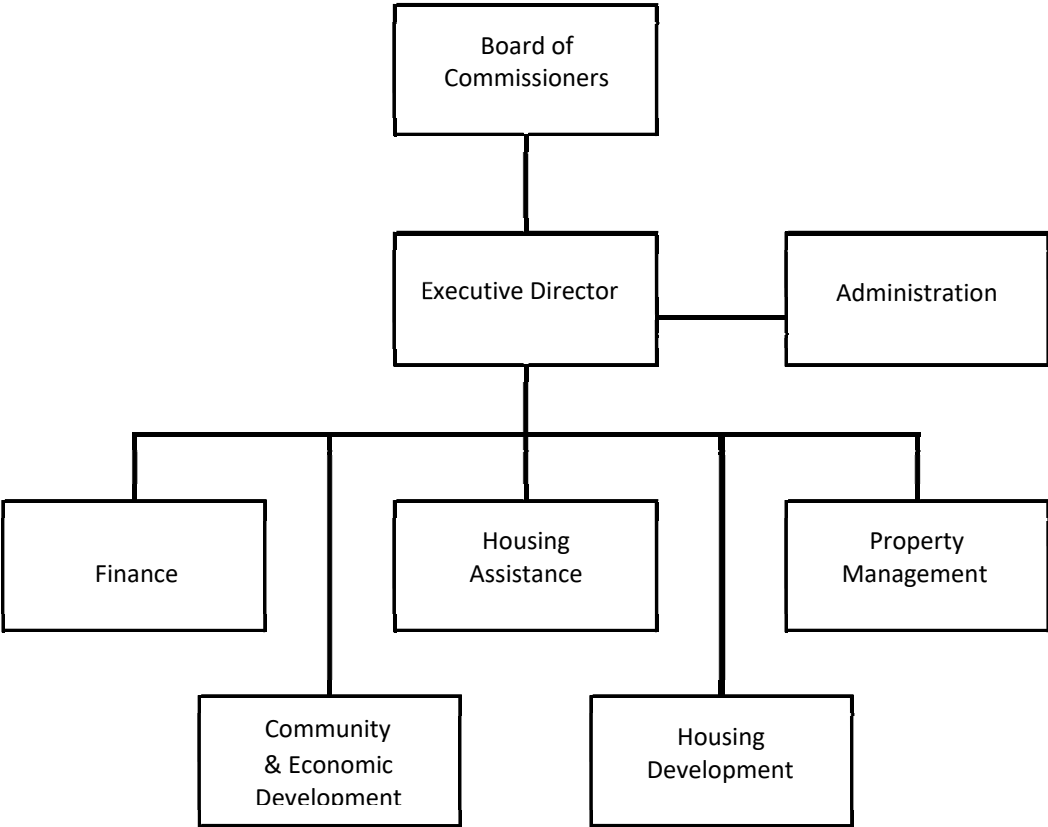 Board of
Commissioners
Executive Director
Administration
Finance
Housing
Assistance
Property
Management
Community
& Economic
Development
Housing
Development